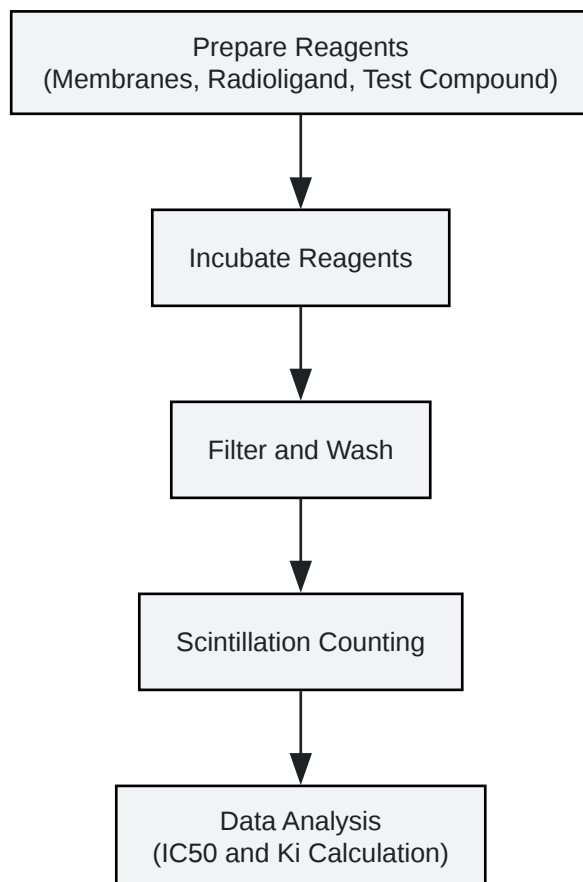 Prepare Reagents
(Membranes, Radioligand, Test Compound)
Incubate Reagents
Filter and Wash
Scintillation Counting
Data Analysis
(IC50 and Ki Calculation)